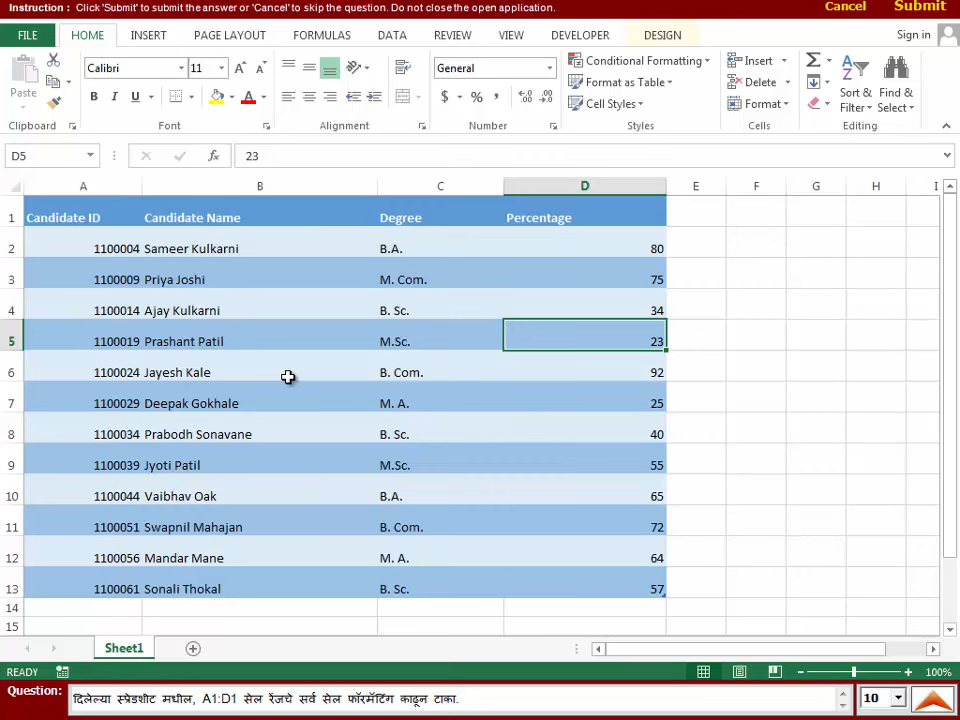 Instruction : Click 'Submit' to submit the answer or 'Cancel' to skip the question. Do not close the open application. Cancel Submit
FILE HOME INSERT PAGE LAYOUT FORMULAS DATA REVIEW VIEW DEVELOPER DESIGN Sign in
Calibri 11 General Conditional Formatting Insert
Paste Format as Table Delete Sort & Find &
B I U A $ % Cell Styles Format Filter Select
Clipboard Font Alignment Number Styles Cells Editing
D5 fx 23
A B C D E F G H I
1 Candidate ID Candidate Name Degree Percentage
2 1100004 Sameer Kulkarni B.A. 80
3 1100009 Priya Joshi M. Com. 75
4 1100014 Ajay Kulkarni B. Sc. 34
5 1100019 Prashant Patil M.Sc. 23
6 1100024 Jayesh Kale B. Com. 92
7 1100029 Deepak Gokhale M. A. 25
8 1100034 Prabodh Sonavane B. Sc. 40
9 1100039 Jyoti Patil M.Sc. 55
10 1100044 Vaibhav Oak B.A. 65
11 1100051 Swapnil Mahajan B. Com. 72
12 1100056 Mandar Mane M. A. 64
13 1100061 Sonali Thokal B. Sc. 57
14
15
Sheet1
READY 100%
Question: दिलेल्या स्प्रेडशीट मधील, A1:D1 सेल रेंजचे सर्व सेल फॉरमॅटिंग काढून टाका. 10